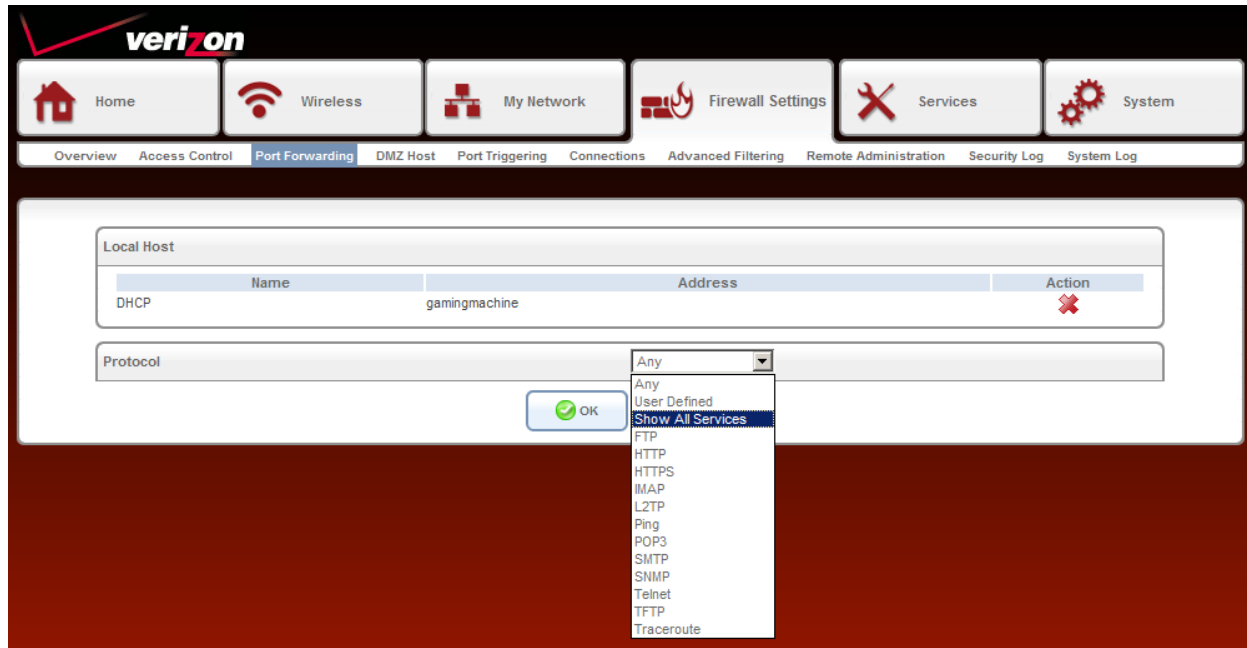 verizon
Home Wireless My Network Firewall Settings Services System
Overview Access Control Port Forwarding DMZ Host Port Triggering Connections Advanced Filtering Remote Administration Security Log System Log
Local Host
Name Address Action
DHCP gamingmachine
Protocol Any
Any
User Defined
OK
Show All Services
FTP
HTTP
HTTPS
IMAP
L2TP
Ping
POP3
SMTP
SNMP
Telnet
TFTP
Traceroute